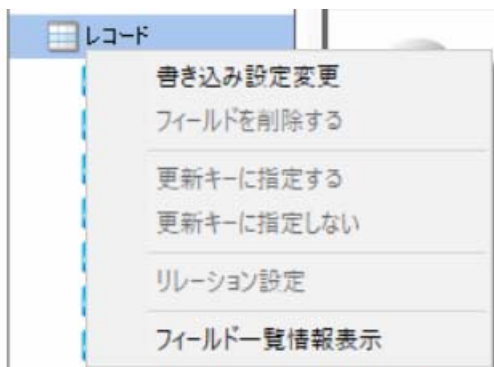 レコード
書き込み設定変更
フィールドを削除する
更新キーに指定する
更新キーに指定しない
リレーション設定
フィールド一覧情報表示